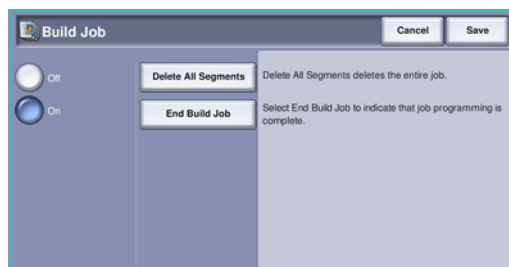 Build Job
Cancel
Save
Off
On
Delete All Segments
End Build Job
Delete All Segments deletes the entire job.
Select End Build Job to indicate that job programming is
complete.